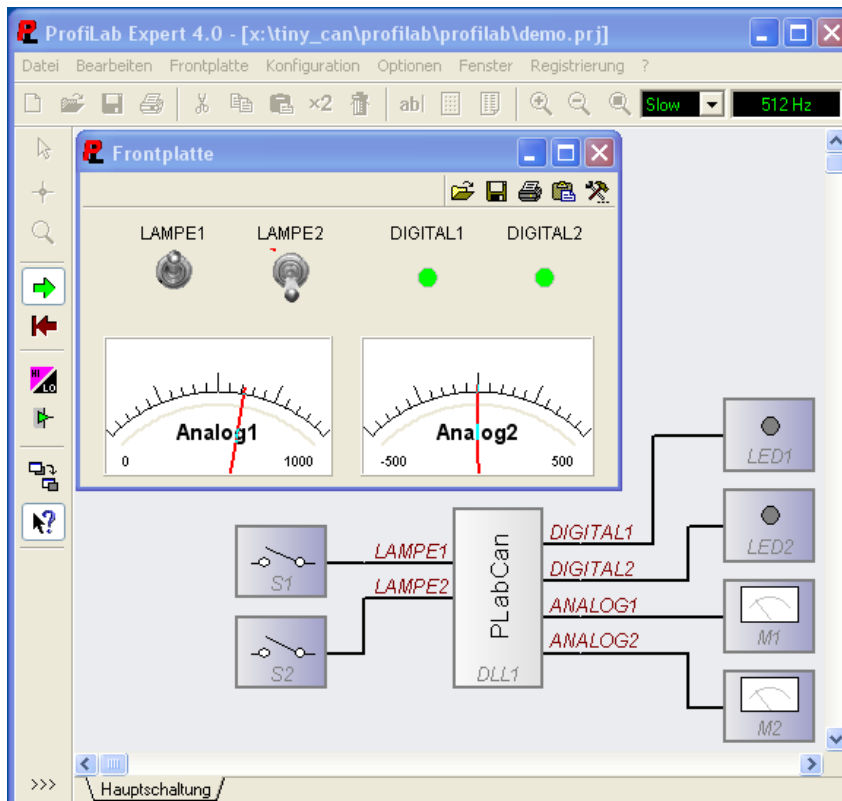 ProfiLab Expert 4.0 - [x:\tiny_can\profilab\profilab\demo.prj]
Datei Bearbeiten Frontplatte Konfiguration Optionen Fenster Registrierung ?
×2 ab| Slow 512 Hz
Frontplatte
LAMPE1 LAMPE2 DIGITAL1 DIGITAL2
Analog1 Analog2
0 1000 -500 500
HI
LO
LED1
LED2
M1
M2
S1
S2
LAMPE1
LAMPE2
PLabCan
DLL1
DIGITAL1
DIGITAL2
ANALOG1
ANALOG2
>>>
Hauptschaltung